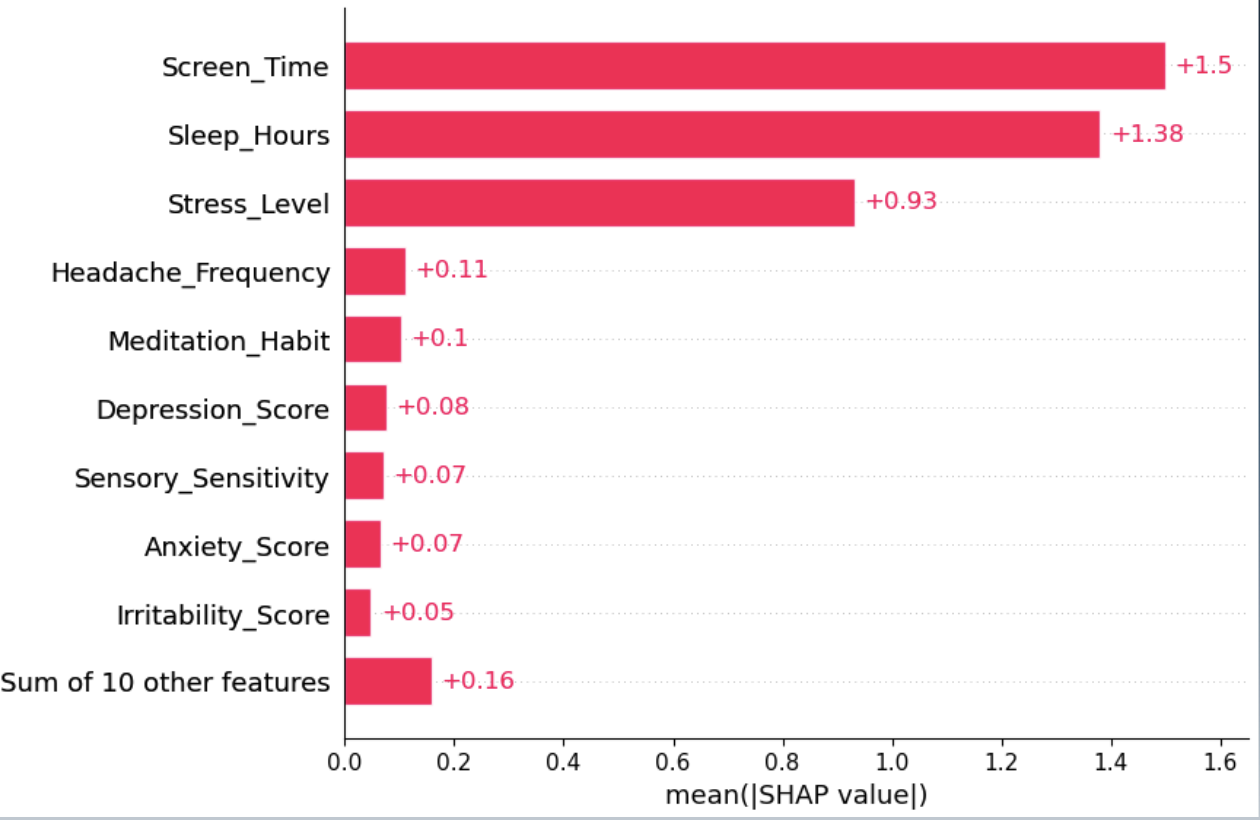 Screen_Time +1.5
Sleep_Hours +1.38
Stress_Level +0.93
Headache_Frequency +0.11
Meditation_Habit +0.1
Depression_Score +0.08
Sensory_Sensitivity +0.07
Anxiety_Score +0.07
Irritability_Score +0.05
Sum of 10 other features +0.16
0.0 0.2 0.4 0.6 0.8 1.0 1.2 1.4 1.6
mean(|SHAP value|)